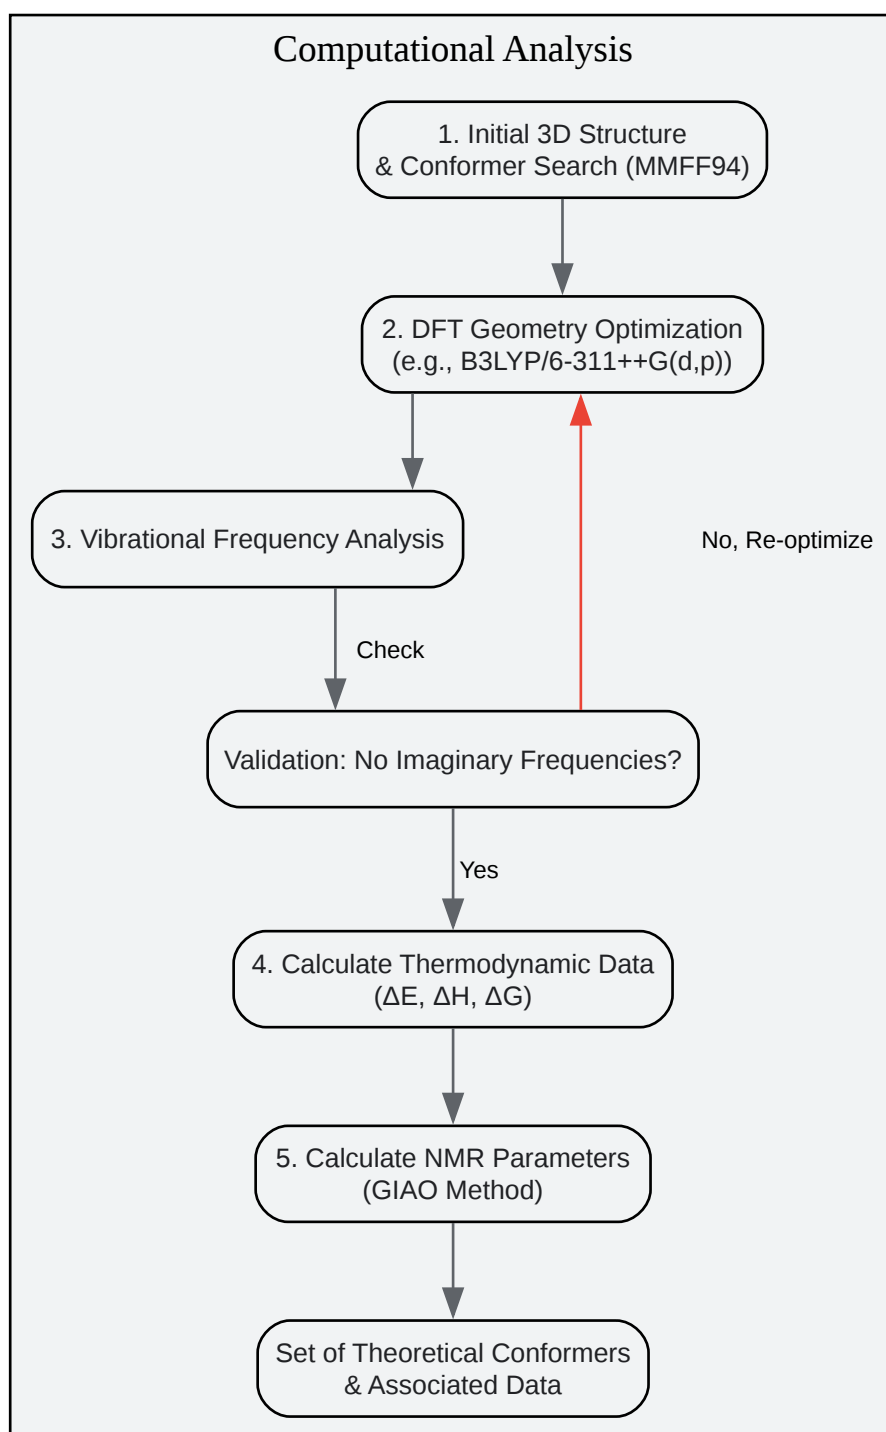 Computational Analysis
1. Initial 3D Structure
& Conformer Search (MMFF94)
2. DFT Geometry Optimization
(e.g., B3LYP/6-311++G(d,p))
3. Vibrational Frequency Analysis
No, Re-optimize
Check
Validation: No Imaginary Frequencies?
Yes
4. Calculate Thermodynamic Data
(ΔE, ΔH, ΔG)
5. Calculate NMR Parameters
(GIAO Method)
Set of Theoretical Conformers
& Associated Data